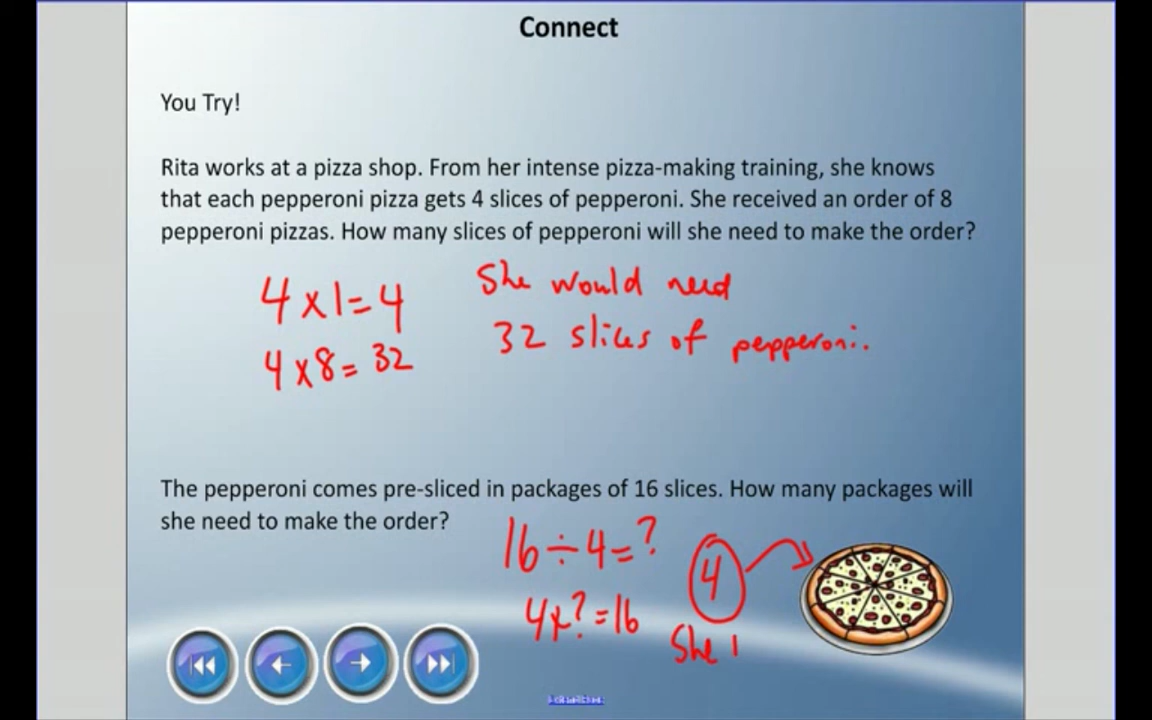 Connect
You Try!
Rita works at a pizza shop. From her intense pizza-making training, she knows
that each pepperoni pizza gets 4 slices of pepperoni. She received an order of 8
pepperoni pizzas. How many slices of pepperoni will she need to make the order?
4 x 1 = 4
4 x 8 = 32
She would need
32 slices of pepperoni.
The pepperoni comes pre-sliced in packages of 16 slices. How many packages will
she need to make the order?
16 ÷ 4 = ?
4 x ? = 16
4
She